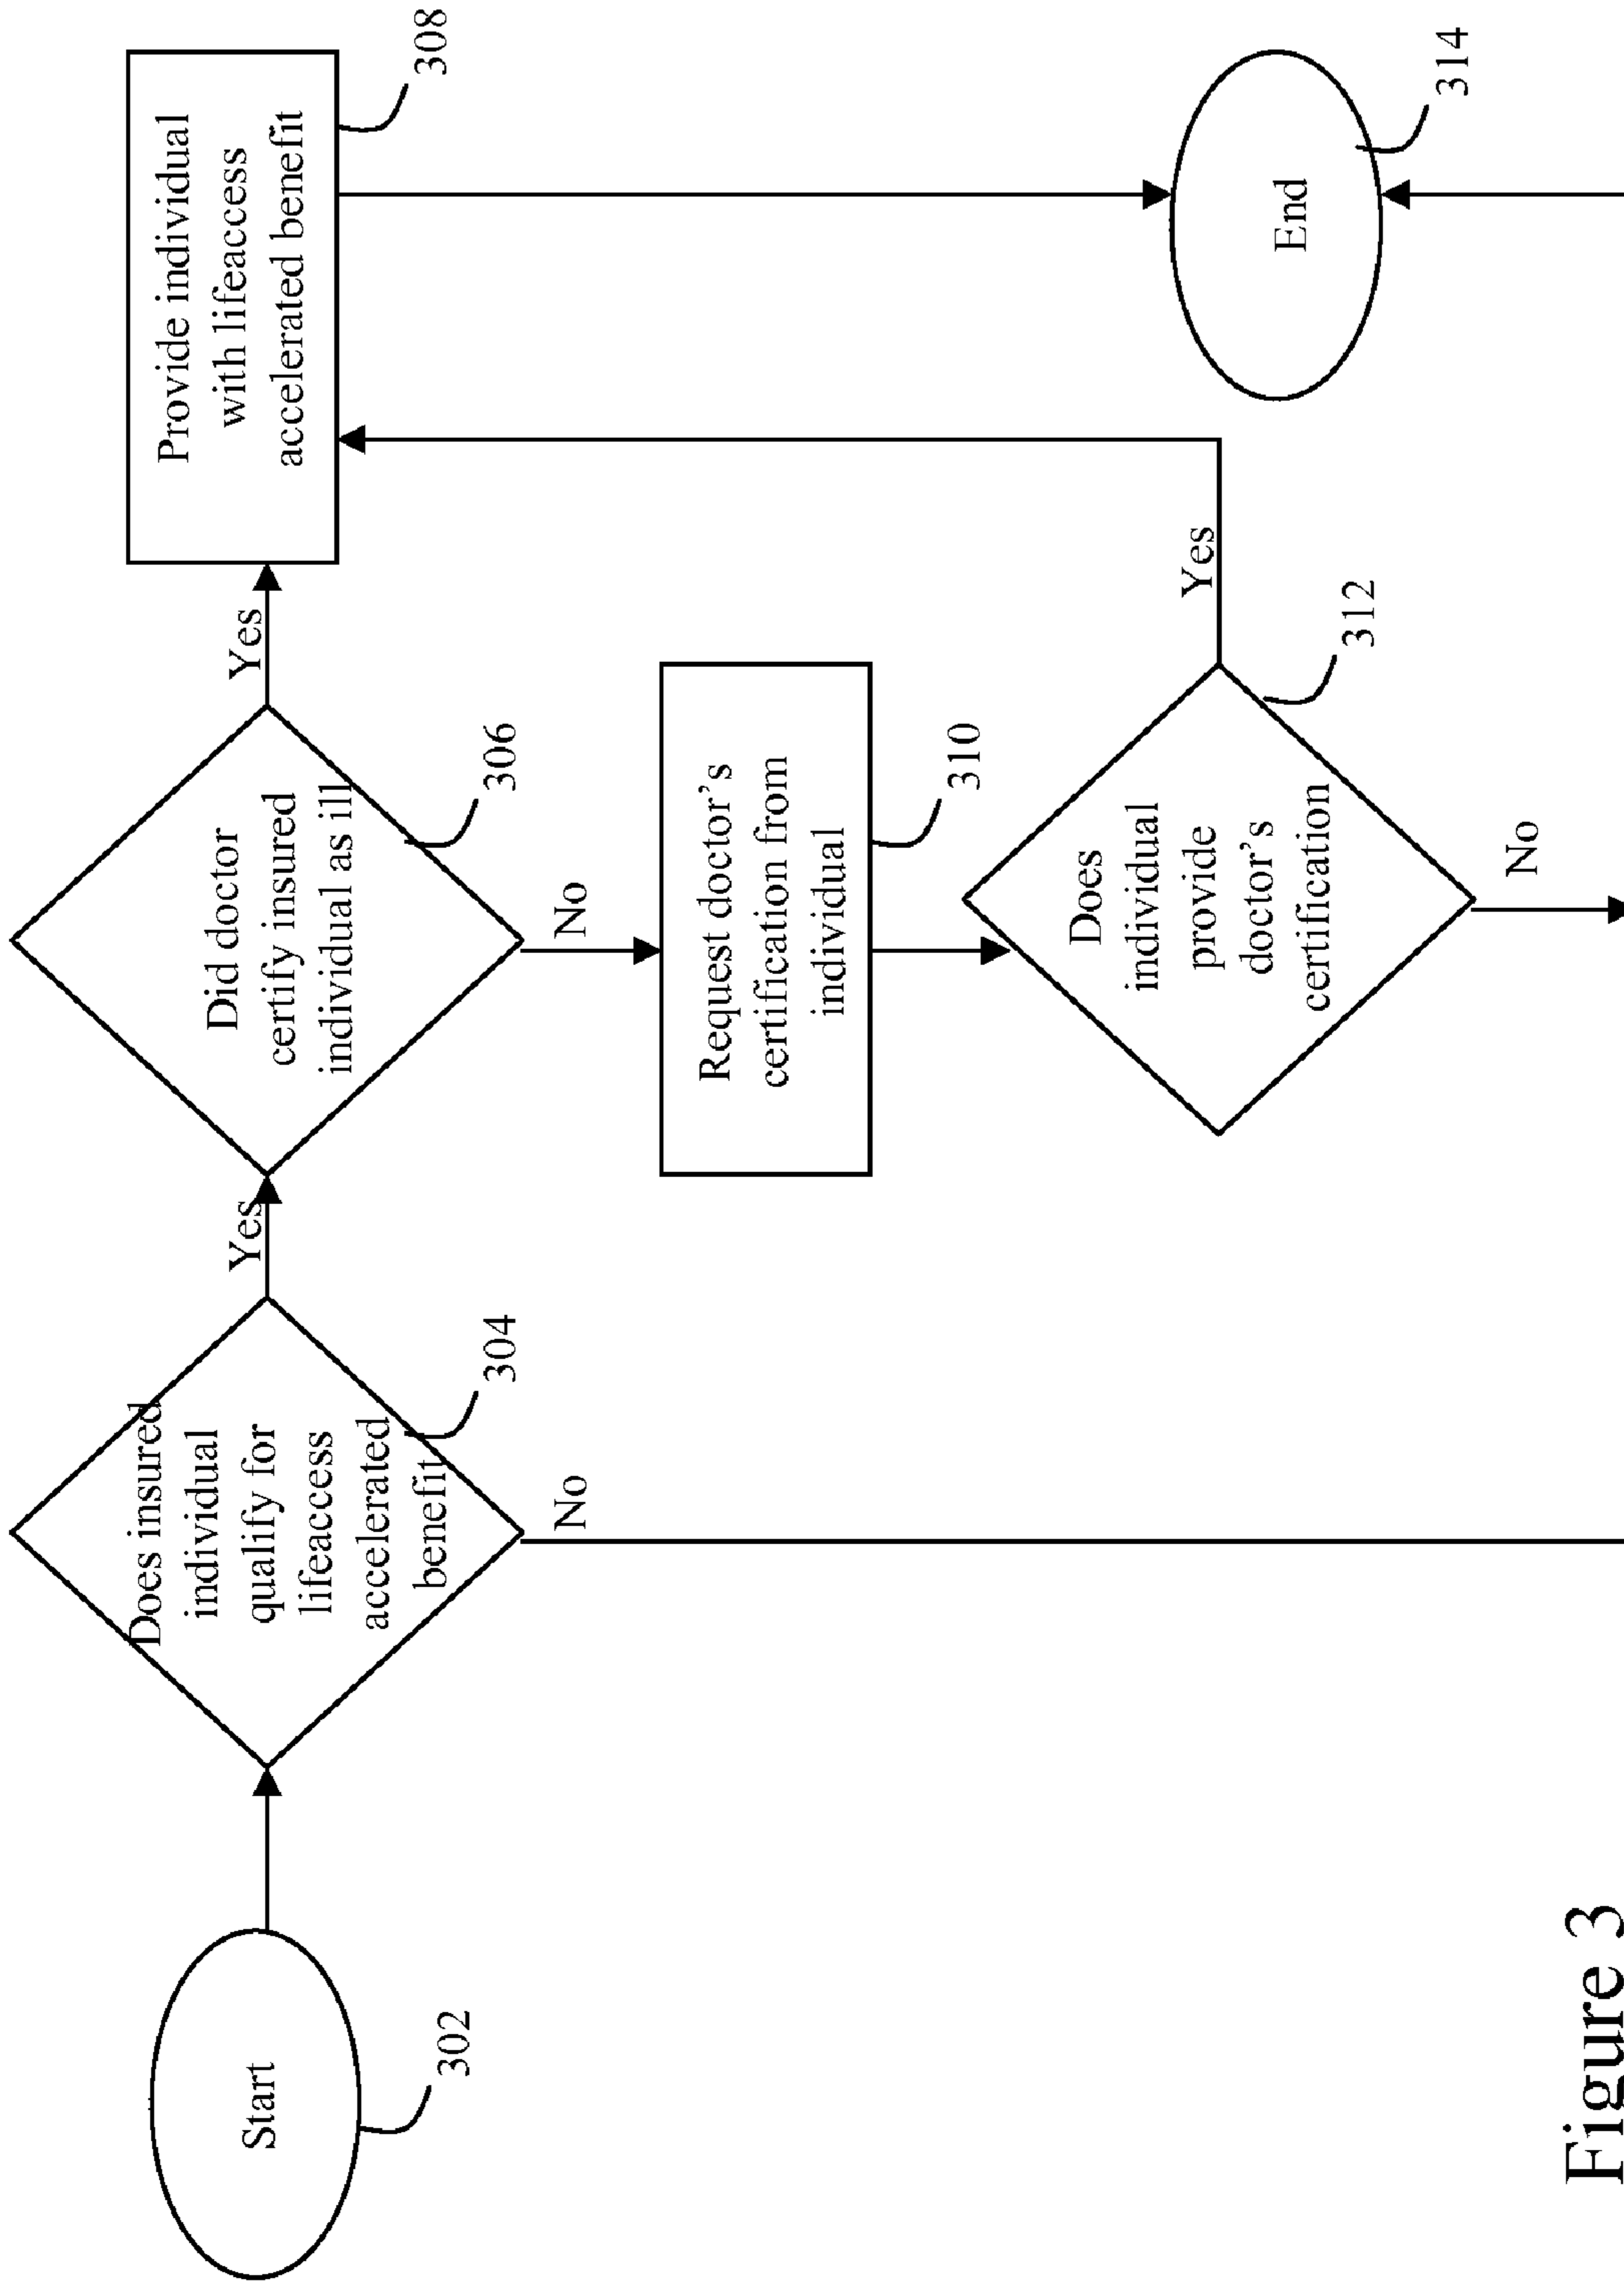 Start
302
Does insured
individual
qualify for
lifeaccess
accelerated
benefit
304
Yes
No
Did doctor
certify insured
individual as ill
306
Yes
No
Provide individual
with lifeaccess
accelerated benefit
308
Request doctor's
certification from
individual
310
Does
individual
provide
doctor's
certification
312
Yes
No
End
314
Figure 3